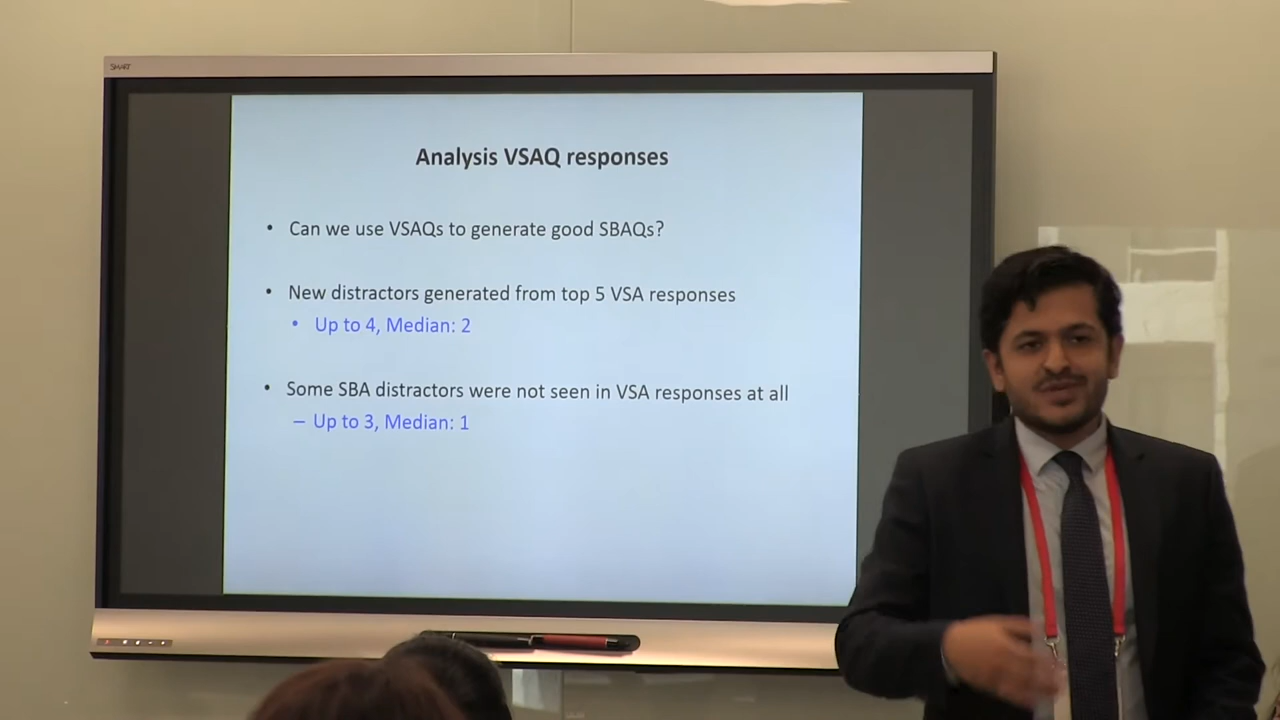 SMART
Analysis VSAQ responses
• Can we use VSAQs to generate good SBAQs?
• New distractors generated from top 5 VSA responses
• Up to 4, Median: 2
• Some SBA distractors were not seen in VSA responses at all
– Up to 3, Median: 1